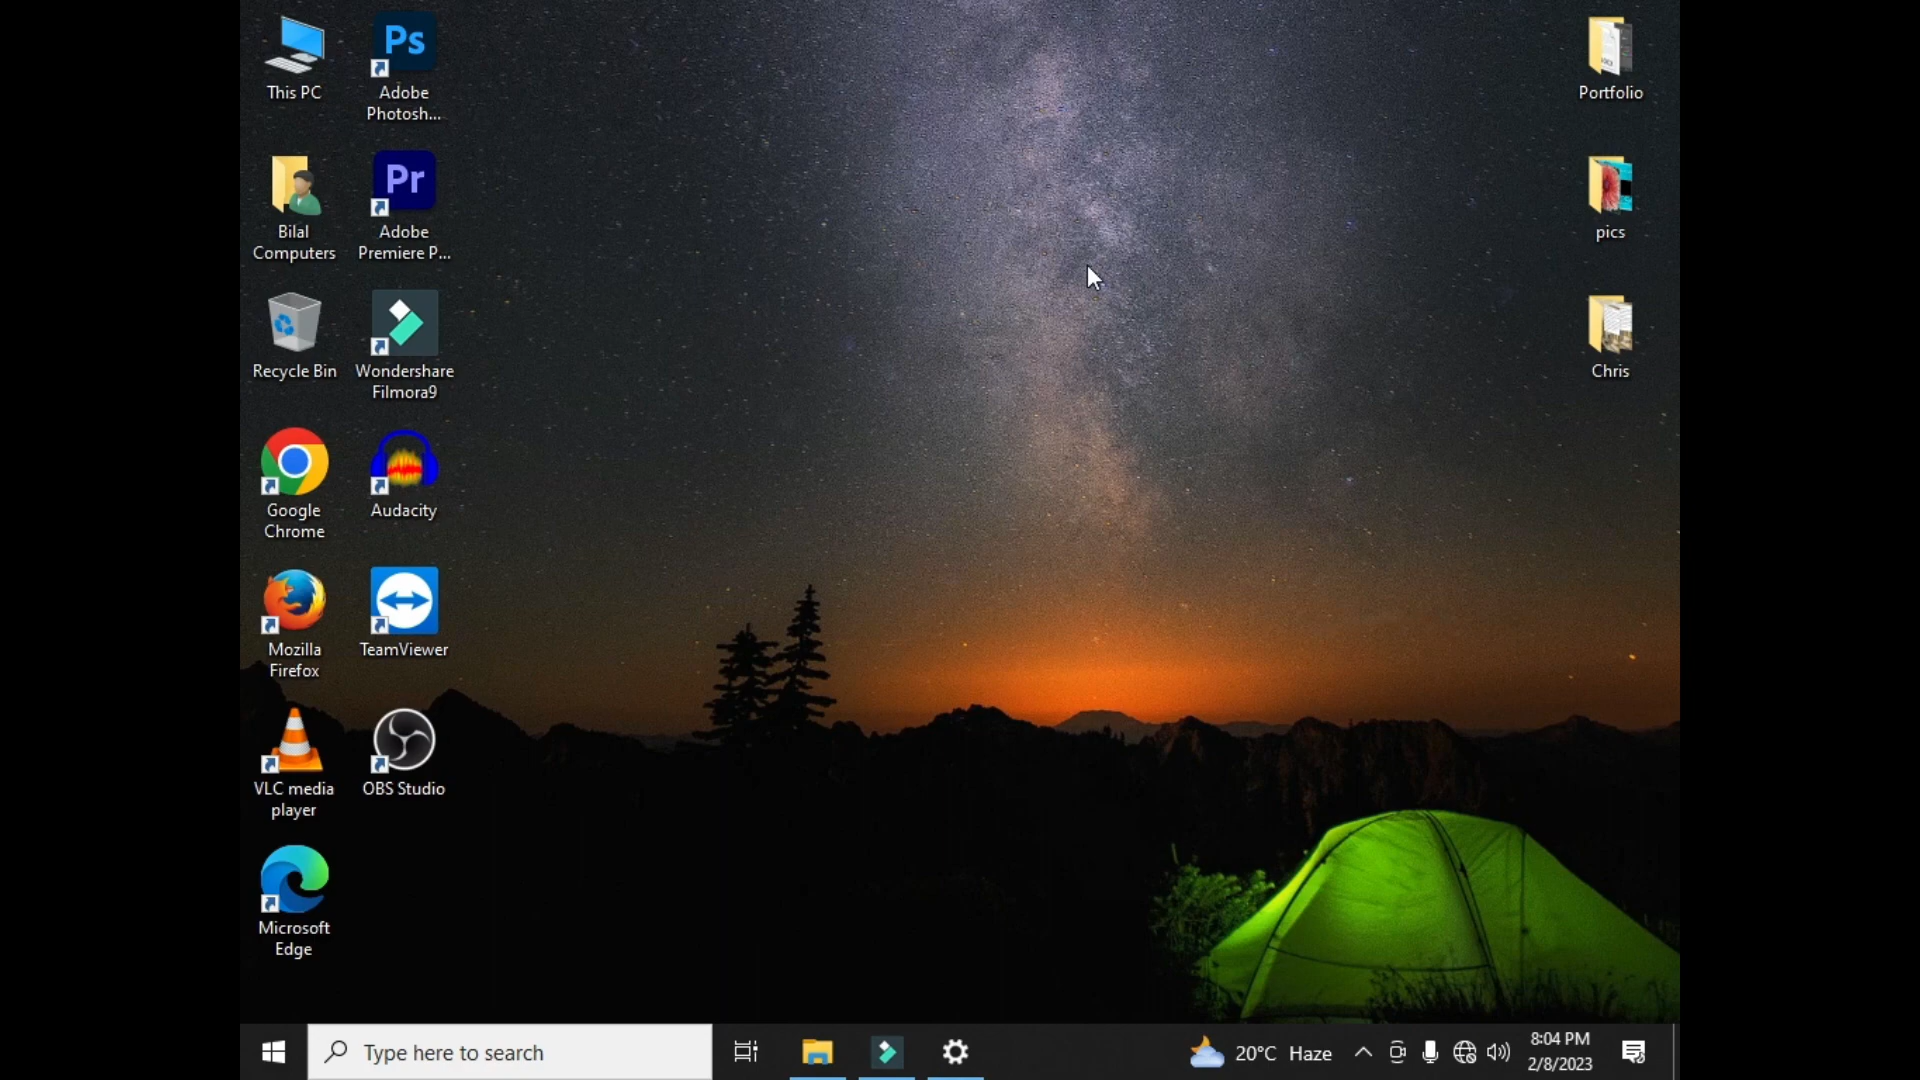 This PC
Ps
Adobe
Photosh...
Bilal
Computers
Pr
Adobe
Premiere P...
Recycle Bin
Wondershare
Filmora9
Google
Chrome
Audacity
Mozilla
Firefox
TeamViewer
VLC media
player
OBS Studio
Microsoft
Edge
Portfolio
pics
Chris
Type here to search
20°C Haze
8:04 PM
2/8/2023